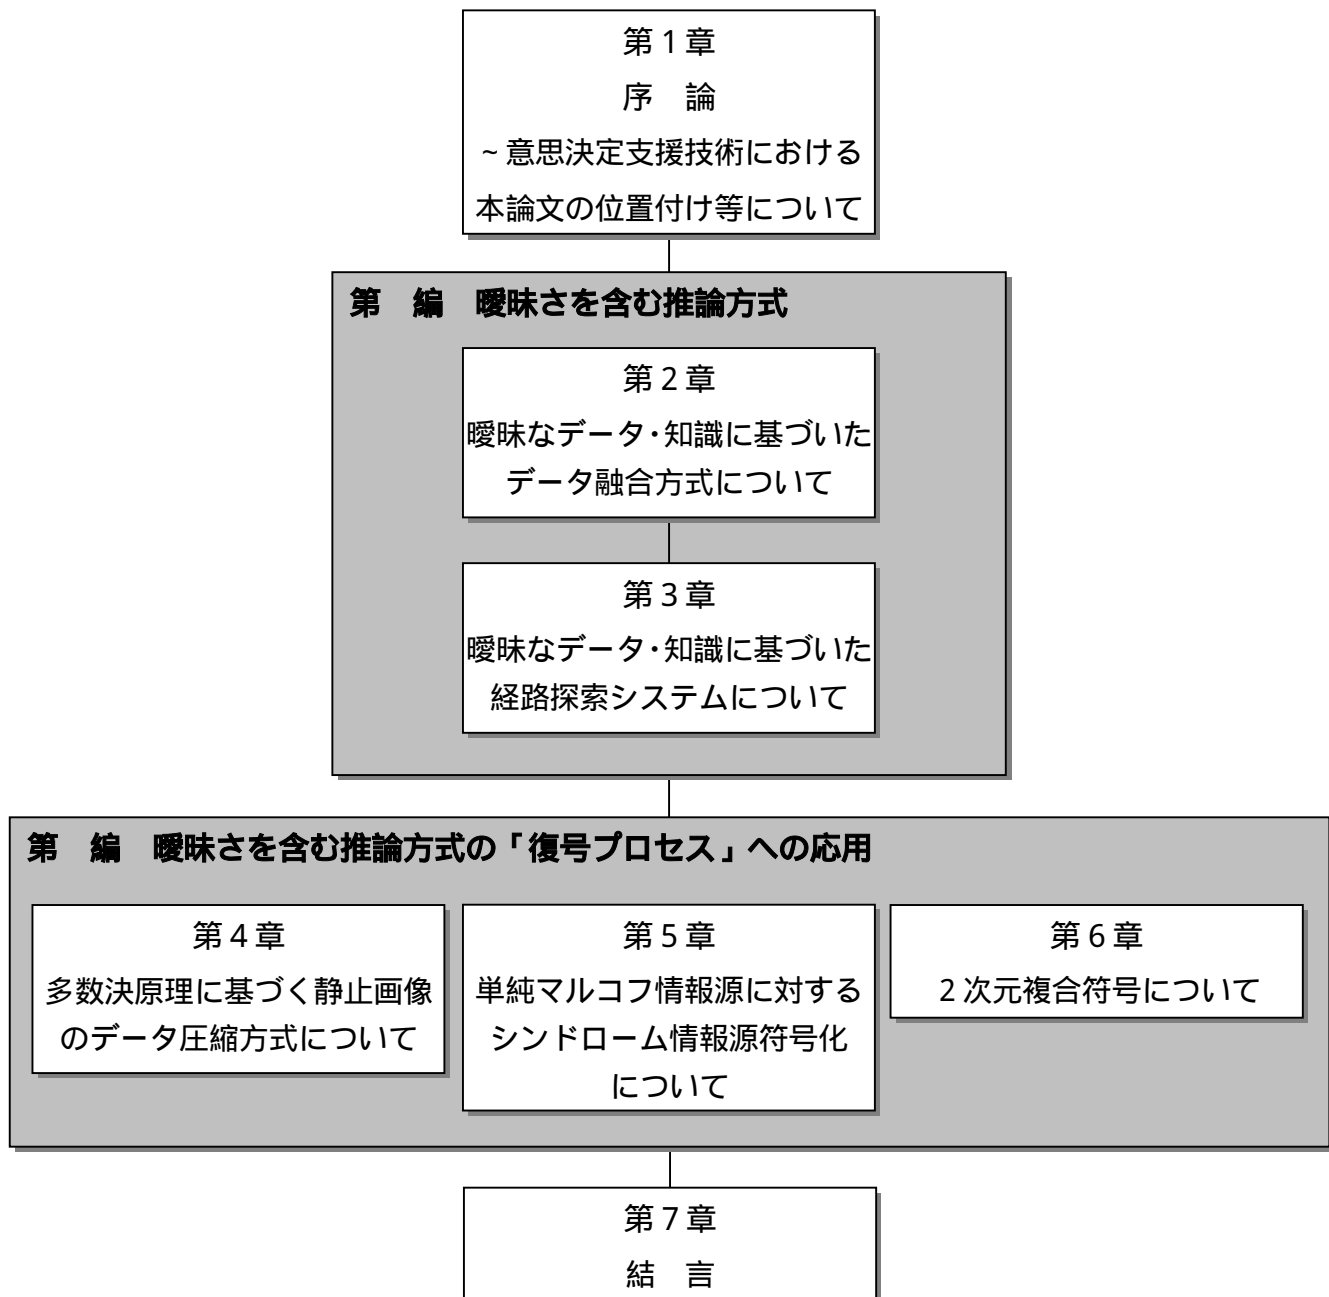 第1章
序　論
~意思決定支援技術における
本論文の位置付け等について
第　編　曖昧さを含む推論方式
第2章
曖昧なデータ・知識に基づいた
データ融合方式について
第3章
曖昧なデータ・知識に基づいた
経路探索システムについて
第　編　曖昧さを含む推論方式の「復号プロセス」への応用
第4章
多数決原理に基づく静止画像
のデータ圧縮方式について
第5章
単純マルコフ情報源に対する
シンドローム情報源符号化
について
第6章
2次元複合符号について
第7章
結　言